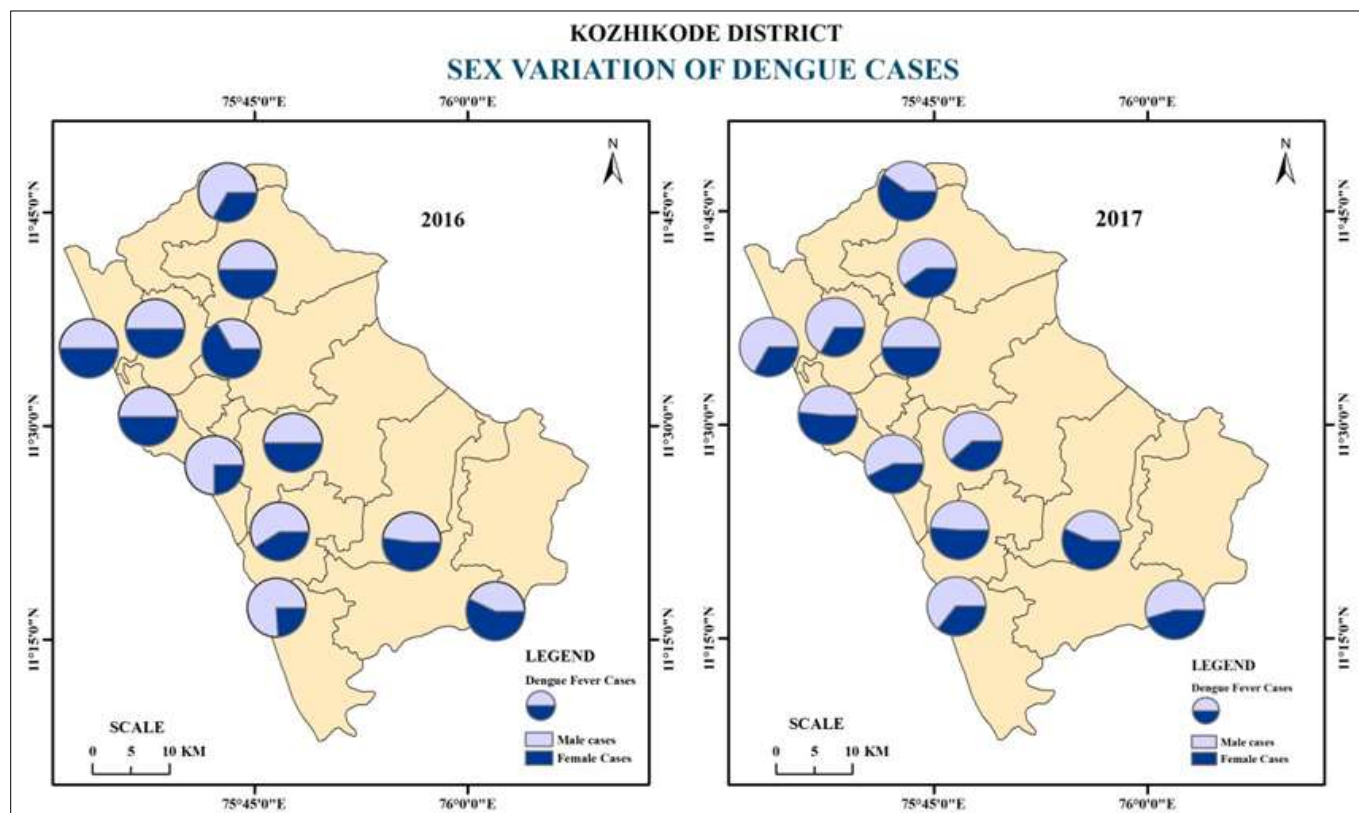 KOZHIKODE DISTRICT
SEX VARIATION OF DENGUE CASES
75°45'0"E 76°0'0"E
N
11°45'0"N
11°45'0"N
2016
11°30'0"N
11°30'0"N
11°15'0"N
11°15'0"N
LEGEND
Dengue Fever Cases
Male cases
Female Cases
SCALE
0 5 10 KM
75°45'0"E 76°0'0"E
75°45'0"E 76°0'0"E
N
11°45'0"N
11°45'0"N
2017
11°30'0"N
11°30'0"N
11°15'0"N
11°15'0"N
LEGEND
Dengue Fever Cases
Male cases
Female Cases
SCALE
0 5 10 KM
75°45'0"E 76°0'0"E